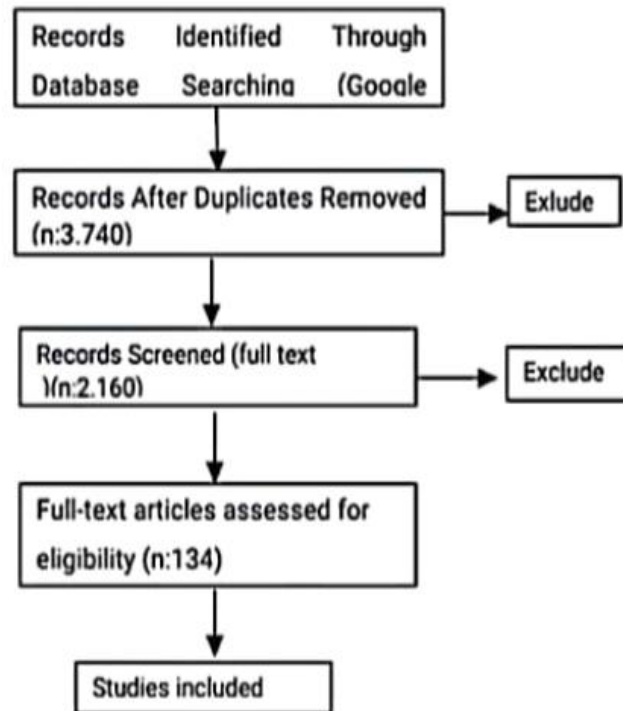 Records Identified Through
Database Searching (Google
Records After Duplicates Removed
(n:3.740)
Exlude
Records Screened (full text
)(n:2.160)
Exclude
Full-text articles assessed for
eligibility (n:134)
Studies included